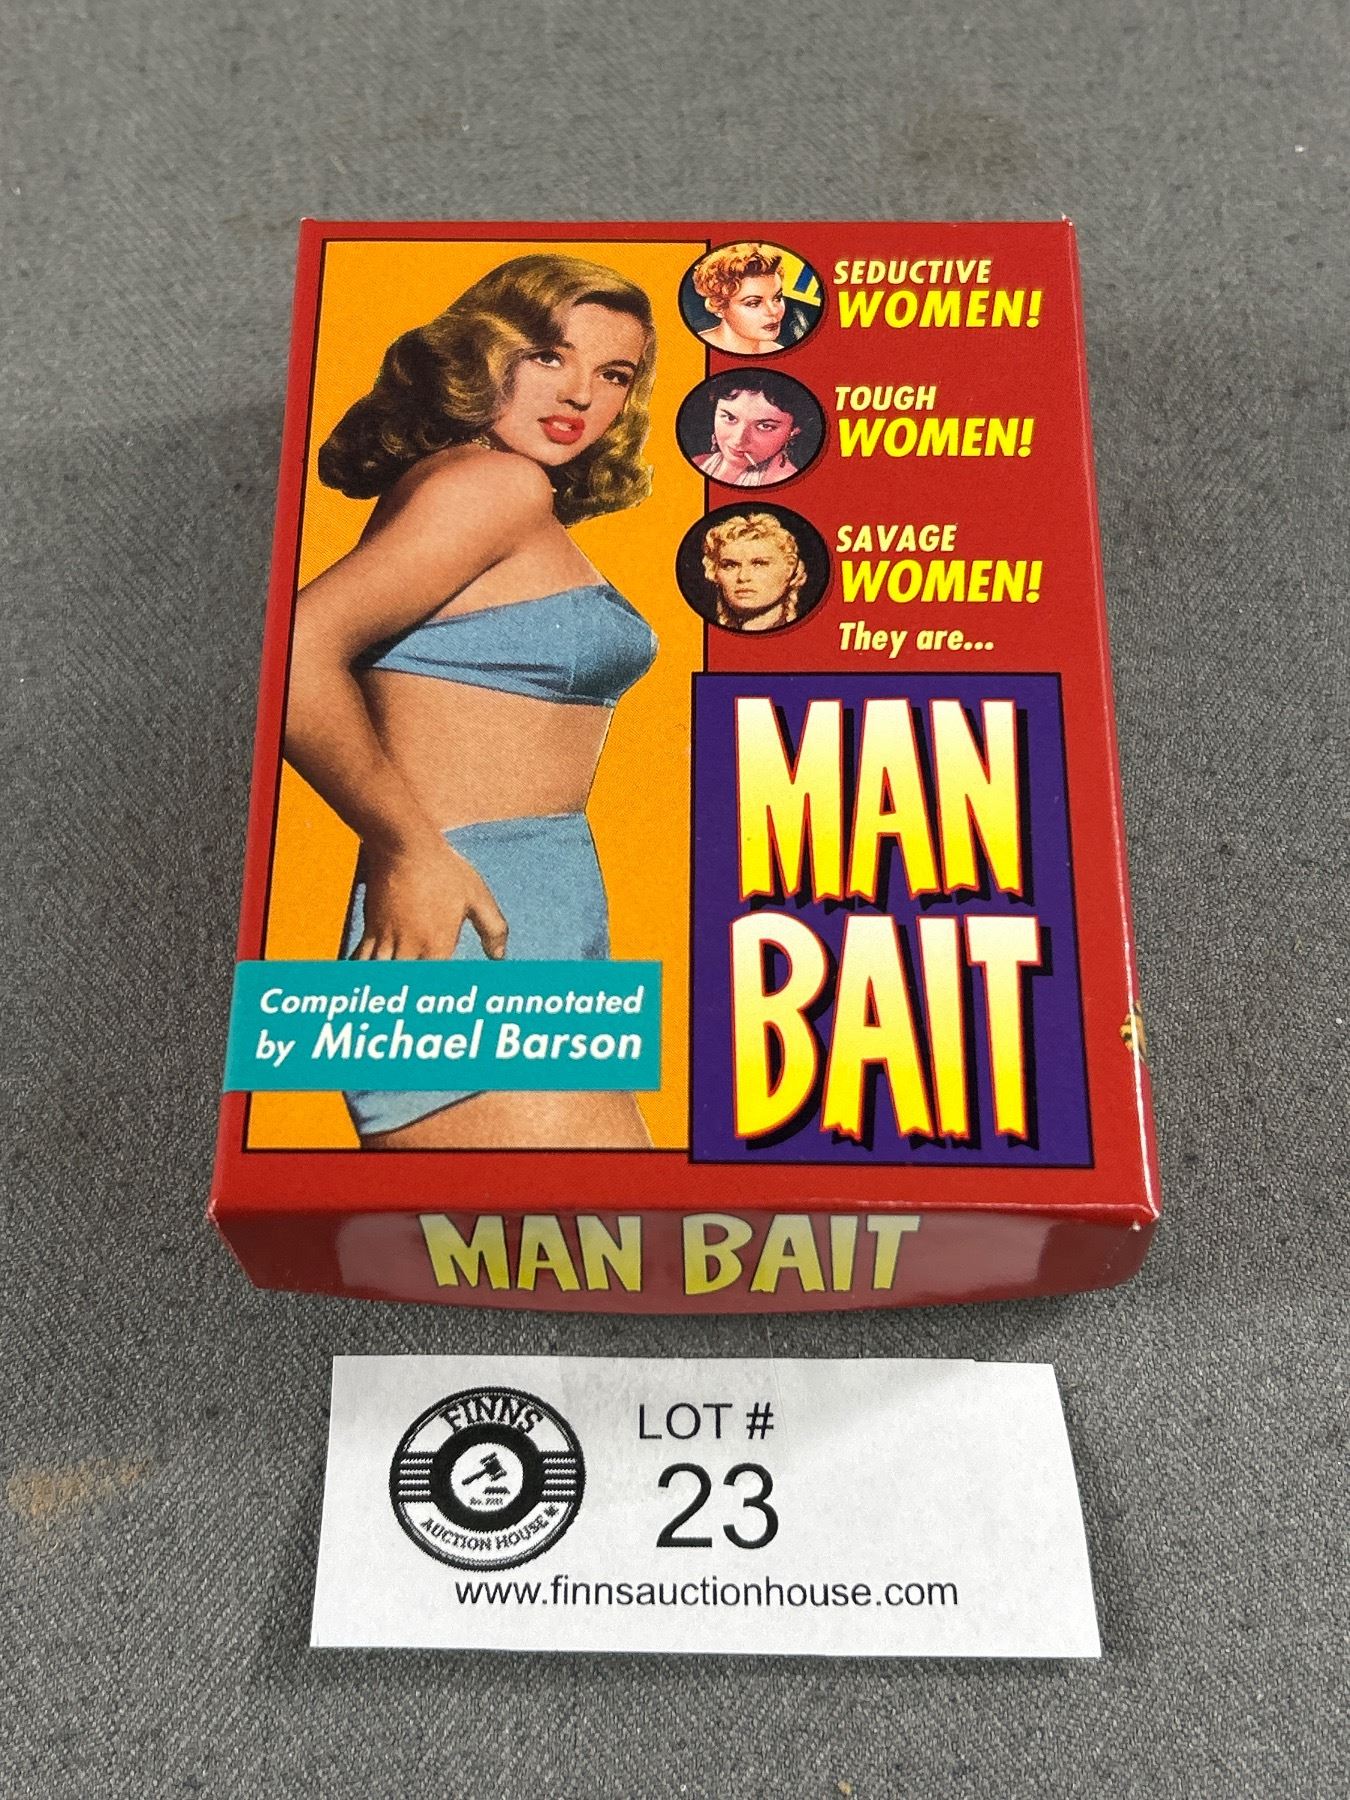 SEDUCTIVE
WOMEN!
TOUGH
WOMEN!
SAVAGE
WOMEN!
They are...
MAN
BAIT
Compiled and annotated
by Michael Barson
MAN BAIT
FINNS
AUCTION HOUSE
LOT #
23
www.finnsauctionhouse.com